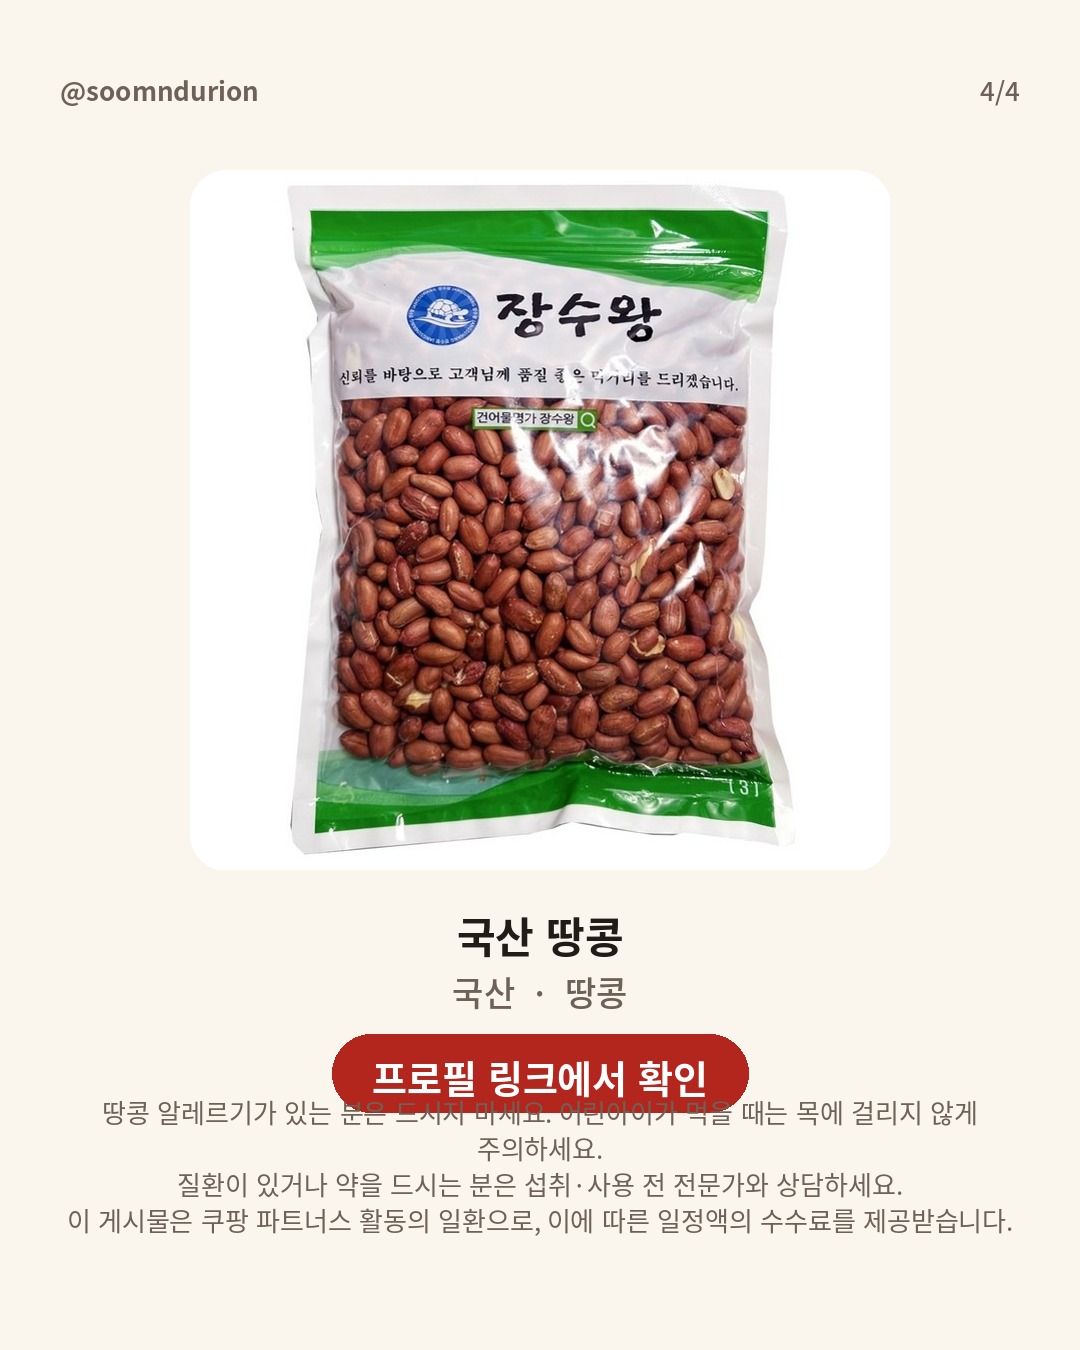 @soomndurion
4/4
장수왕
신뢰를 바탕으로 고객님께 품질 좋은 먹거리를 드리겠습니다.
건어물명가 장수왕
(3)
국산 땅콩
국산 · 땅콩
프로필 링크에서 확인
땅콩 알레르기가 있는 분은 드시지 마세요. 어린아이가 먹을 때는 목에 걸리지 않게
주의하세요.
질환이 있거나 약을 드시는 분은 섭취·사용 전 전문가와 상담하세요.
이 게시물은 쿠팡 파트너스 활동의 일환으로, 이에 따른 일정액의 수수료를 제공받습니다.